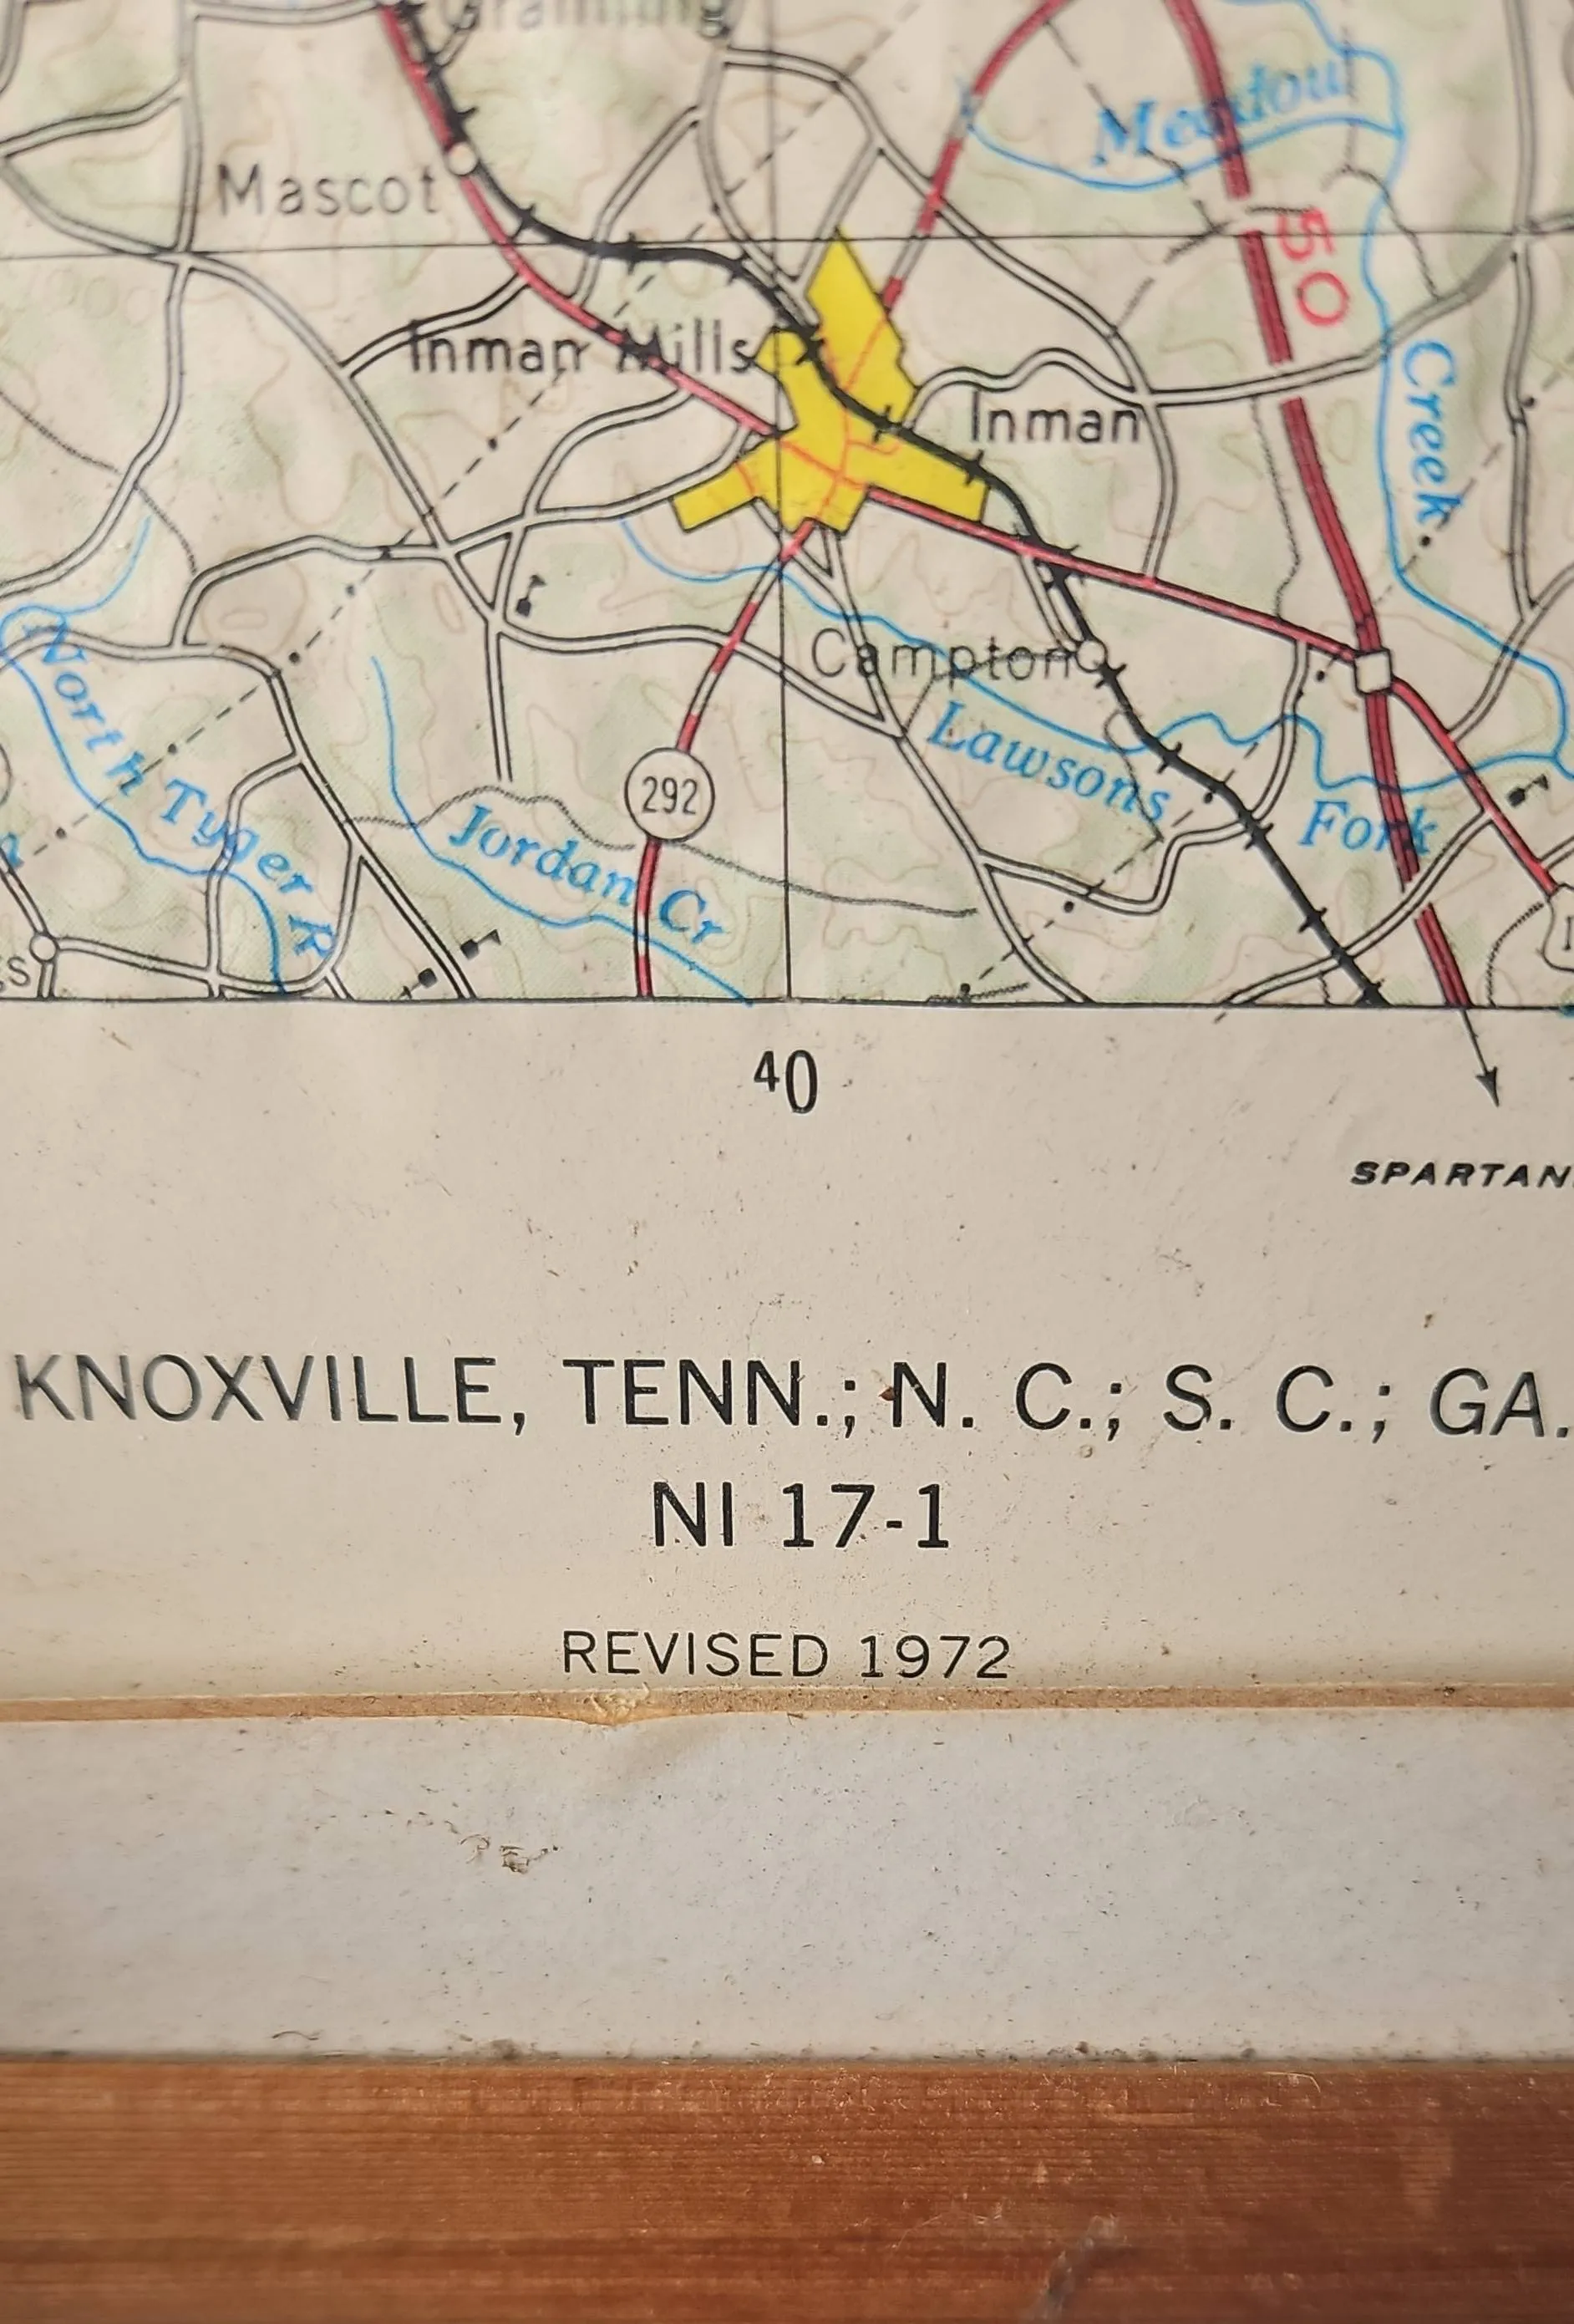 Gramling
Meadow
Mascot
50
Inman Mills
Creek
Inman
Campton
North Tyger R
Lawsons
292
Fork
Jordan Cr
40
SPARTAN
KNOXVILLE, TENN.; N. C.; S. C.; GA.
NI 17-1
REVISED 1972